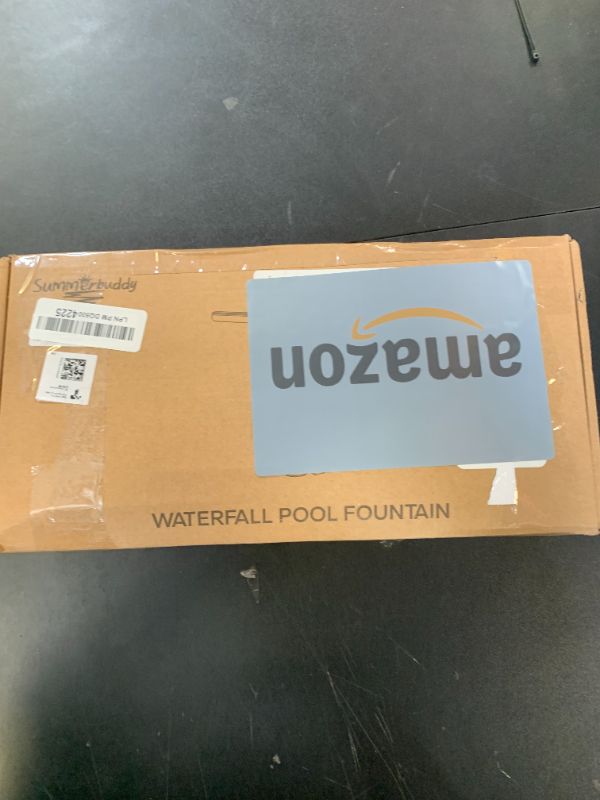 Summerbuddy
amazon
WATERFALL POOL FOUNTAIN